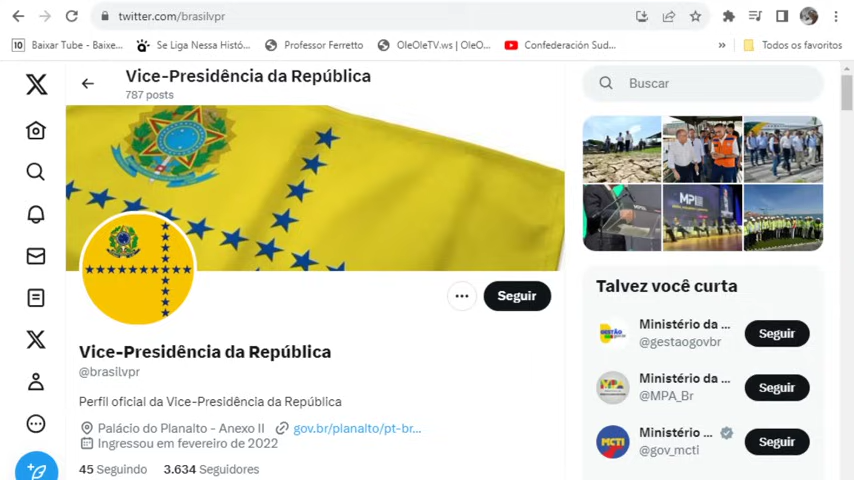 twitter.com/brasilvpr
10 Baixar Tube - Baixe...
Se Liga Nessa Histó...
Professor Ferretto
OleOleTV.ws | OleO...
Confederación Sud...
»
Todos os favoritos
Vice-Presidência da República
787 posts
Buscar
MPI
Seguir
Talvez você curta
Ministério da ...
@gestaogovbr
Seguir
Vice-Presidência da República
@brasilvpr
Ministério da ...
@MPA_Br
Seguir
Perfil oficial da Vice-Presidência da República
Palácio do Planalto - Anexo II
gov.br/planalto/pt-br...
Ingressou em fevereiro de 2022
MCTI
Ministério ...
@gov_mcti
Seguir
45 Seguindo 3.634 Seguidores